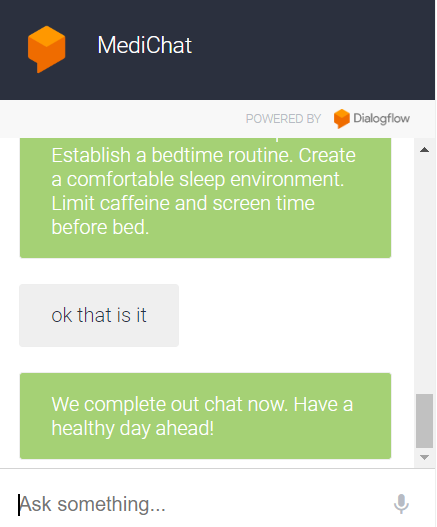 MediChat
POWERED BY Dialogflow
Establish a bedtime routine. Create
a comfortable sleep environment.
Limit caffeine and screen time
before bed.
ok that is it
We complete out chat now. Have a
healthy day ahead!
Ask something...